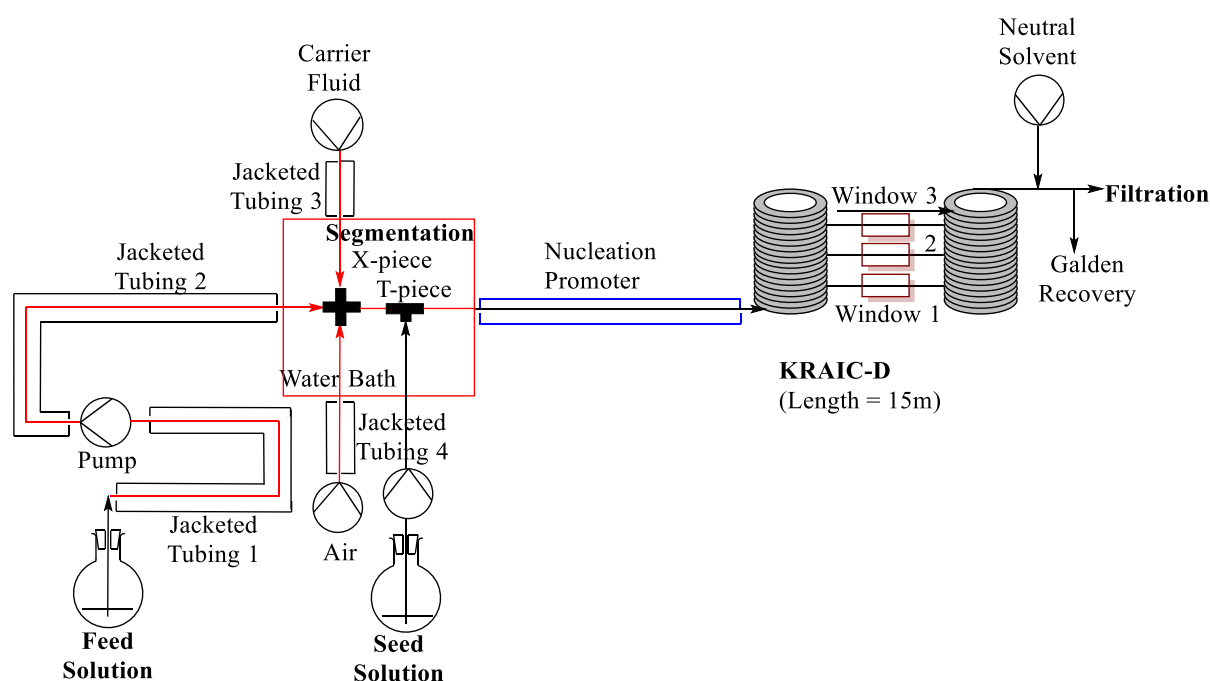 Neutral
Solvent
Carrier
Fluid
Jacketed
Tubing 3
Window 3
Filtration
Segmentation
X-piece
T-piece
Jacketed
Tubing 2
Nucleation
Promoter
2
Galden
Recovery
Window 1
Water Bath
KRAIC-D
(Length = 15m)
Jacketed
Tubing 4
Pump
Jacketed
Tubing 1
Air
Feed
Solution
Seed
Solution